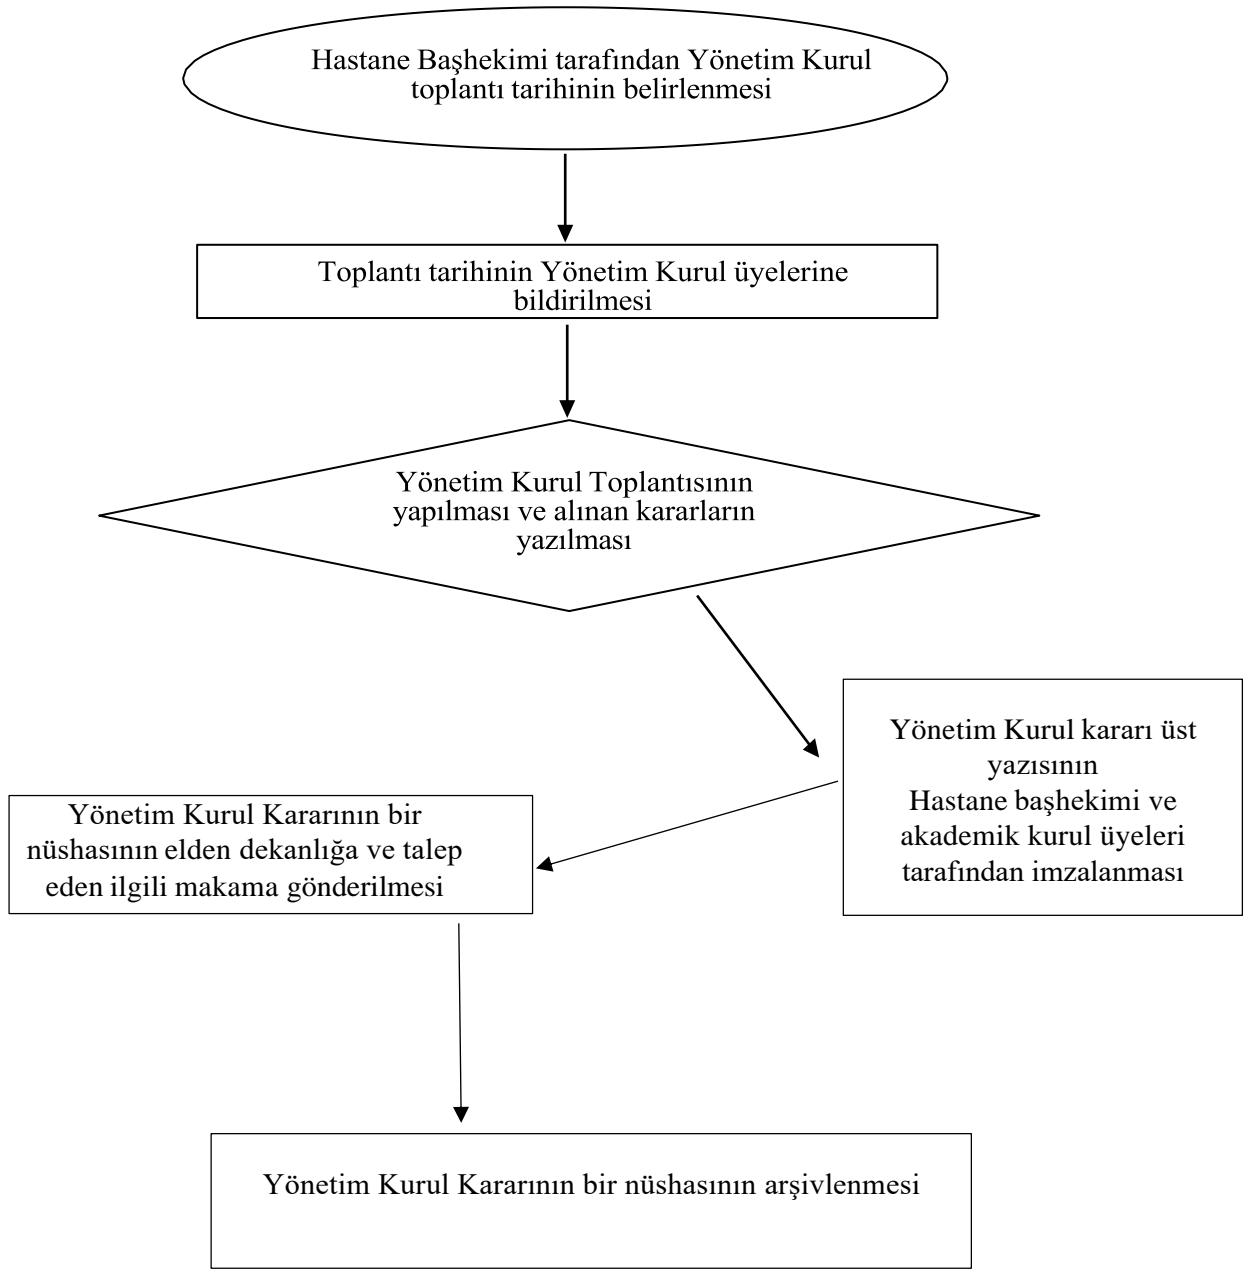 Hastane Başhekimi tarafından Yönetim Kurul
toplantı tarihinin belirlenmesi
Toplantı tarihinin Yönetim Kurul üyelerine
bildirilmesi
Yönetim Kurul Toplantısının
yapılması ve alınan kararların
yazılması
Yönetim Kurul kararı üst
yazısının
Hastane başhekimi ve
akademik kurul üyeleri
tarafından imzalanması
Yönetim Kurul Kararının bir
nüshasının elden dekanlığa ve talep
eden ilgili makama gönderilmesi
Yönetim Kurul Kararının bir nüshasının arşivlenmesi